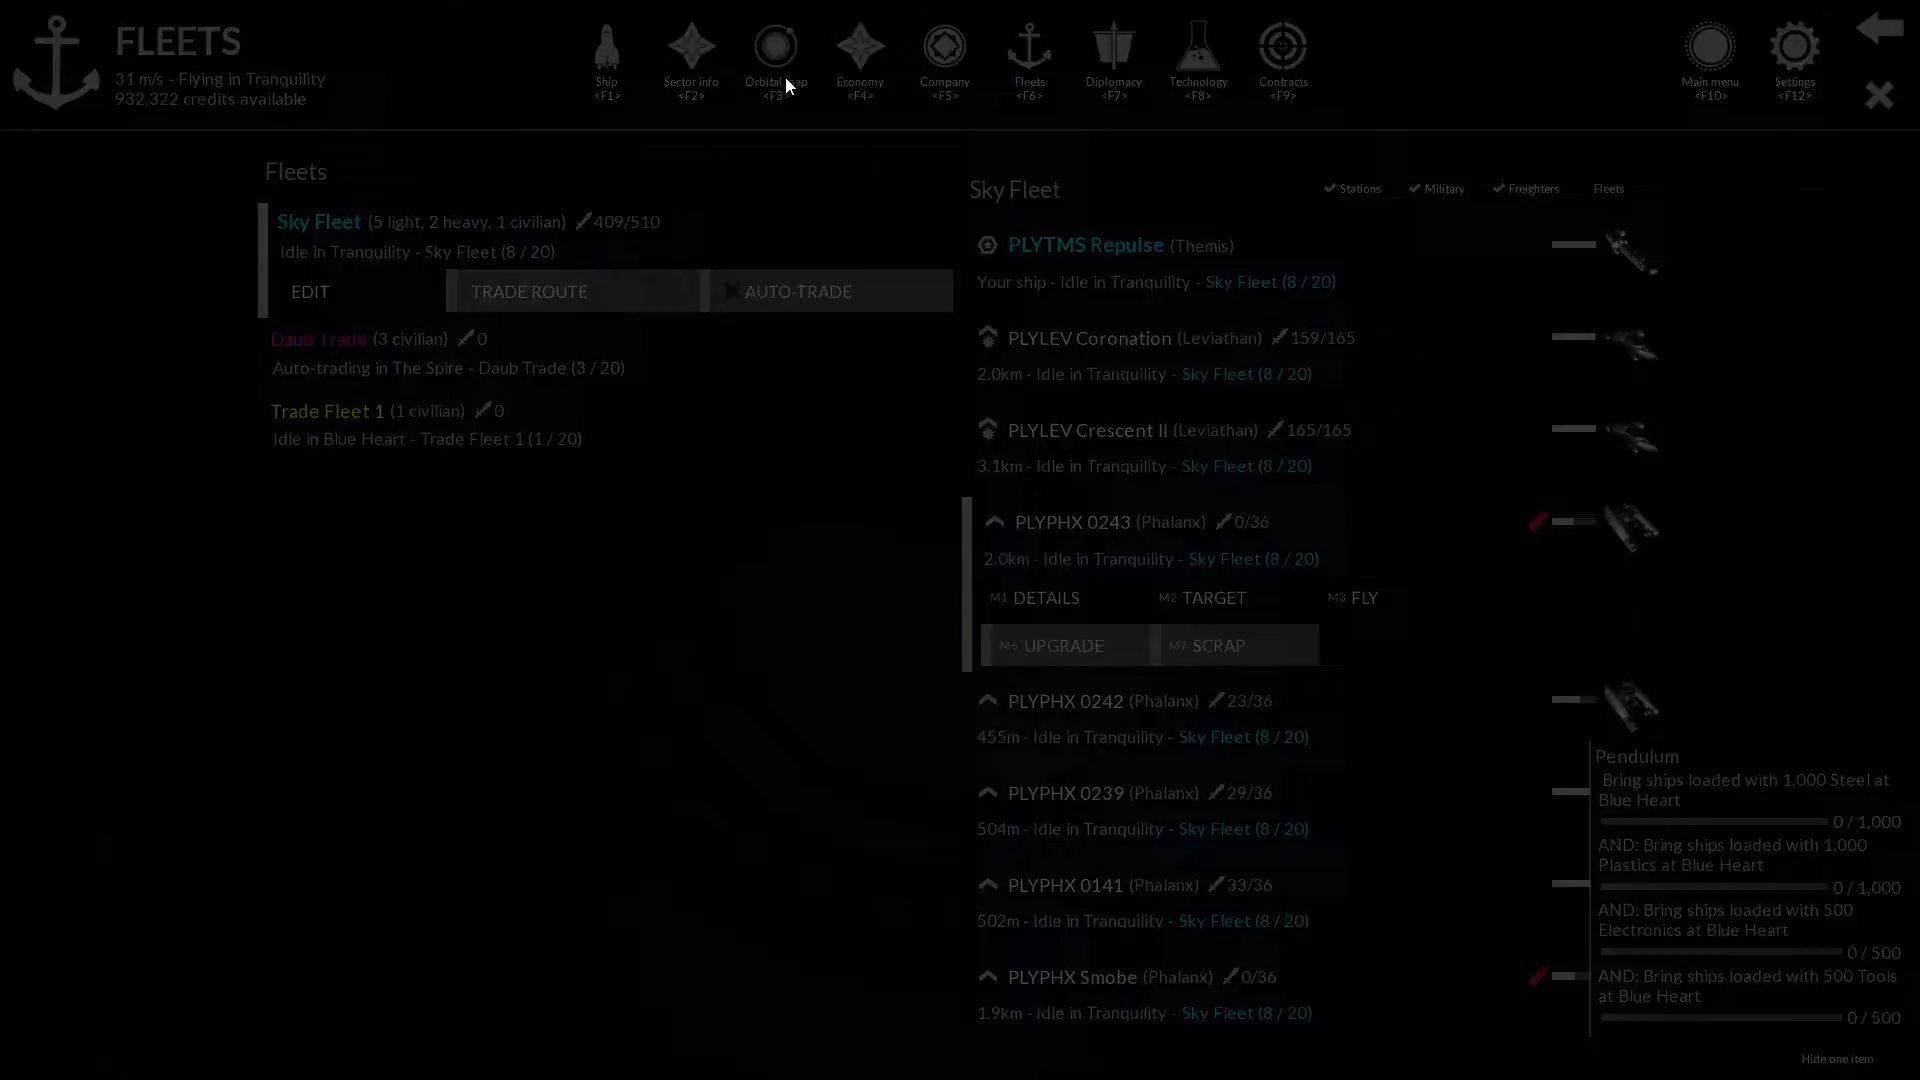 FLEETS
31 m/s - Flying in Tranquility
932,322 credits available
Ship
<F1>
Sector info
<F2>
Orbital map
<F3>
Economy
<F4>
Company
<F5>
Fleets
<F6>
Diplomacy
<F7>
Technology
<F8>
Contracts
<F9>
Main menu
<F10>
Settings
<F12>
Fleets
Sky Fleet (5 light, 2 heavy, 1 civilian) 409/510
Idle in Tranquility - Sky Fleet (8 / 20)
EDIT
TRADE ROUTE
AUTO-TRADE
Daub Trade (3 civilian) 0
Auto-trading in The Spire - Daub Trade (3 / 20)
Trade Fleet 1 (1 civilian) 0
Idle in Blue Heart - Trade Fleet 1 (1 / 20)
Sky Fleet
Stations
Military
Freighters
Fleets
PLYTMS Repulse (Themis)
Your ship - Idle in Tranquility - Sky Fleet (8 / 20)
PLYLEV Coronation (Leviathan) 159/165
2.0km - Idle in Tranquility - Sky Fleet (8 / 20)
PLYLEV Crescent II (Leviathan) 165/165
3.1km - Idle in Tranquility - Sky Fleet (8 / 20)
PLYPHX 0243 (Phalanx) 0/36
2.0km - Idle in Tranquility - Sky Fleet (8 / 20)
M1 DETAILS
M2 TARGET
M3 FLY
M6 UPGRADE
M7 SCRAP
PLYPHX 0242 (Phalanx) 23/36
455m - Idle in Tranquility - Sky Fleet (8 / 20)
PLYPHX 0239 (Phalanx) 29/36
504m - Idle in Tranquility - Sky Fleet (8 / 20)
PLYPHX 0141 (Phalanx) 33/36
502m - Idle in Tranquility - Sky Fleet (8 / 20)
PLYPHX Smobe (Phalanx) 0/36
1.9km - Idle in Tranquility - Sky Fleet (8 / 20)
Pendulum
Bring ships loaded with 1,000 Steel at
Blue Heart
0 / 1,000
AND: Bring ships loaded with 1,000
Plastics at Blue Heart
0 / 1,000
AND: Bring ships loaded with 500
Electronics at Blue Heart
0 / 500
AND: Bring ships loaded with 500 Tools
at Blue Heart
0 / 500
Hide one item